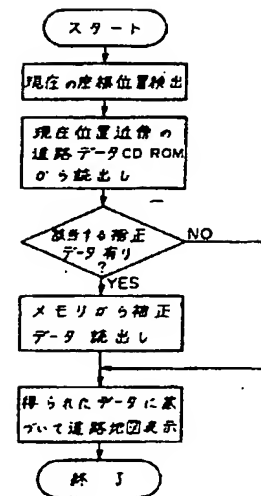 スタート
現在の座標位置検出
現在位置近傍の
道路データCD ROM
から読出し
該当する補正
データ有り
?
NO
YES
メモリから補正
データ読出し
得られたデータに基
づいて道路地図表示
終了